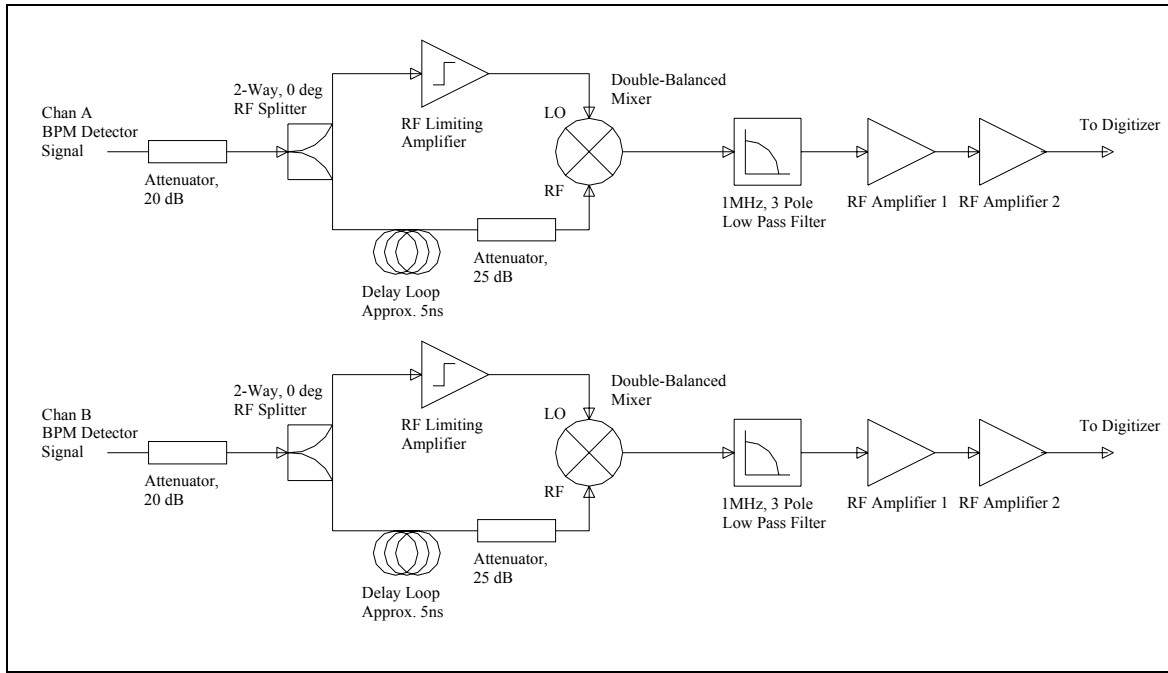 Chan A
BPM Detector
Signal
Attenuator,
20 dB
2-Way, 0 deg
RF Splitter
RF Limiting
Amplifier
Delay Loop
Approx. 5ns
Attenuator,
25 dB
LO
RF
Double-Balanced
Mixer
1MHz, 3 Pole
Low Pass Filter
RF Amplifier 1
RF Amplifier 2
To Digitizer
Chan B
BPM Detector
Signal
Attenuator,
20 dB
2-Way, 0 deg
RF Splitter
RF Limiting
Amplifier
Delay Loop
Approx. 5ns
Attenuator,
25 dB
LO
RF
Double-Balanced
Mixer
1MHz, 3 Pole
Low Pass Filter
RF Amplifier 1
RF Amplifier 2
To Digitizer